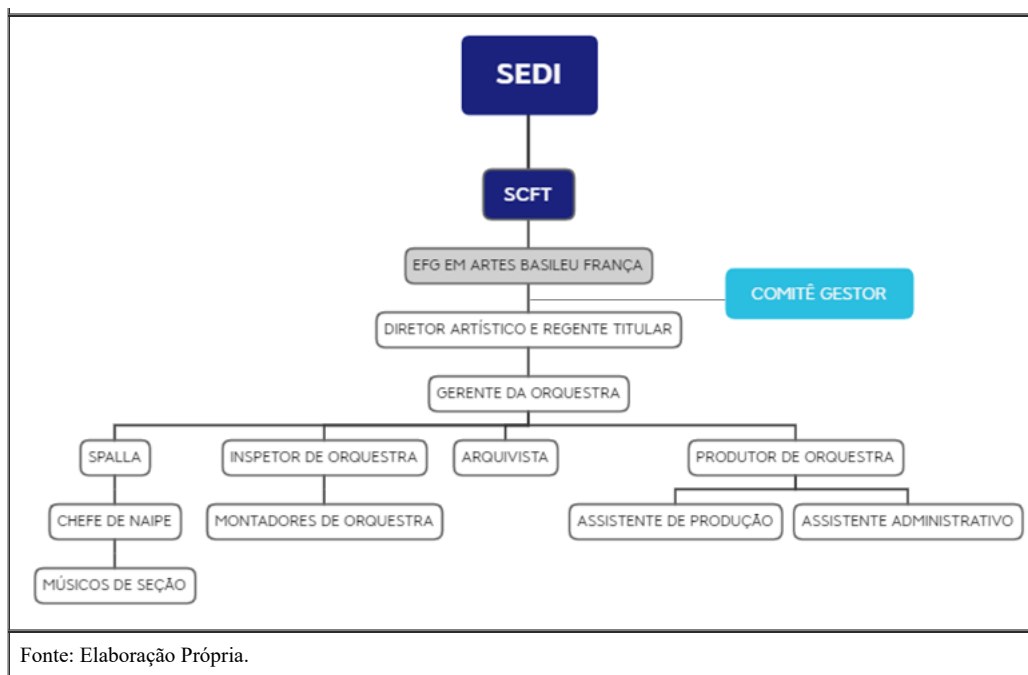 SEDI
SCFT
EFG EM ARTES BASILEU FRANÇA
COMITÊ GESTOR
DIRETOR ARTÍSTICO E REGENTE TITULAR
GERENTE DA ORQUESTRA
SPALLA
INSPETOR DE ORQUESTRA
ARQUIVISTA
PRODUTOR DE ORQUESTRA
CHEFE DE NAIPE
MONTADORES DE ORQUESTRA
ASSISTENTE DE PRODUÇÃO
ASSISTENTE ADMINISTRATIVO
MÚSICOS DE SEÇÃO
Fonte: Elaboração Própria.